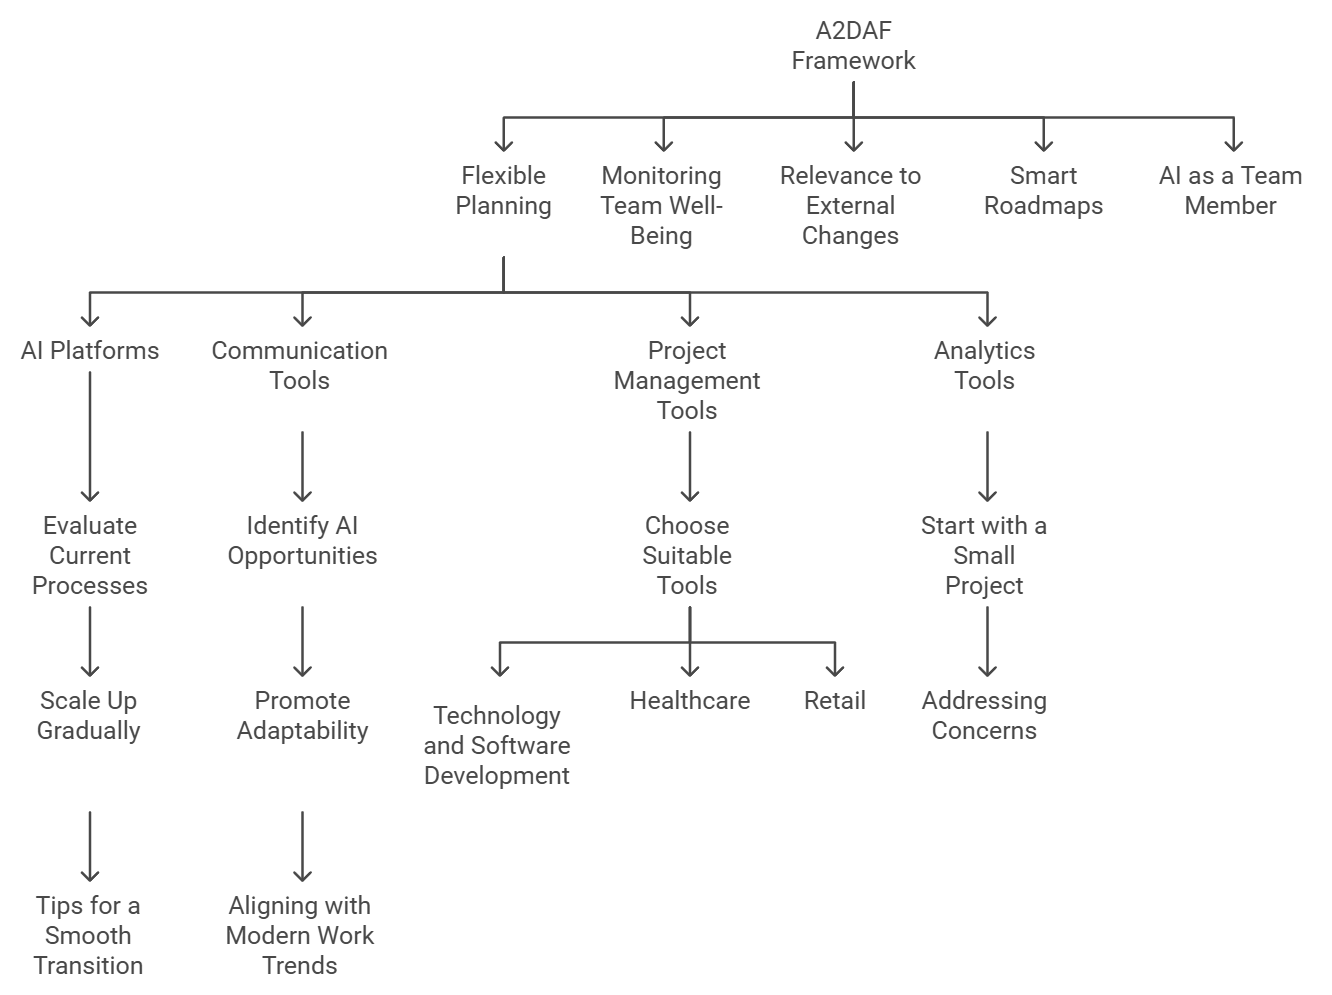 A2DAF
Framework
Flexible
Planning
Monitoring
Team Well-
Being
Relevance to
External
Changes
Smart
Roadmaps
AI as a Team
Member
AI Platforms
Communication
Tools
Project
Management
Tools
Analytics
Tools
Evaluate
Current
Processes
Identify AI
Opportunities
Choose
Suitable
Tools
Start with a
Small
Project
Scale Up
Gradually
Promote
Adaptability
Technology
and Software
Development
Healthcare
Retail
Addressing
Concerns
Tips for a
Smooth
Transition
Aligning with
Modern Work
Trends